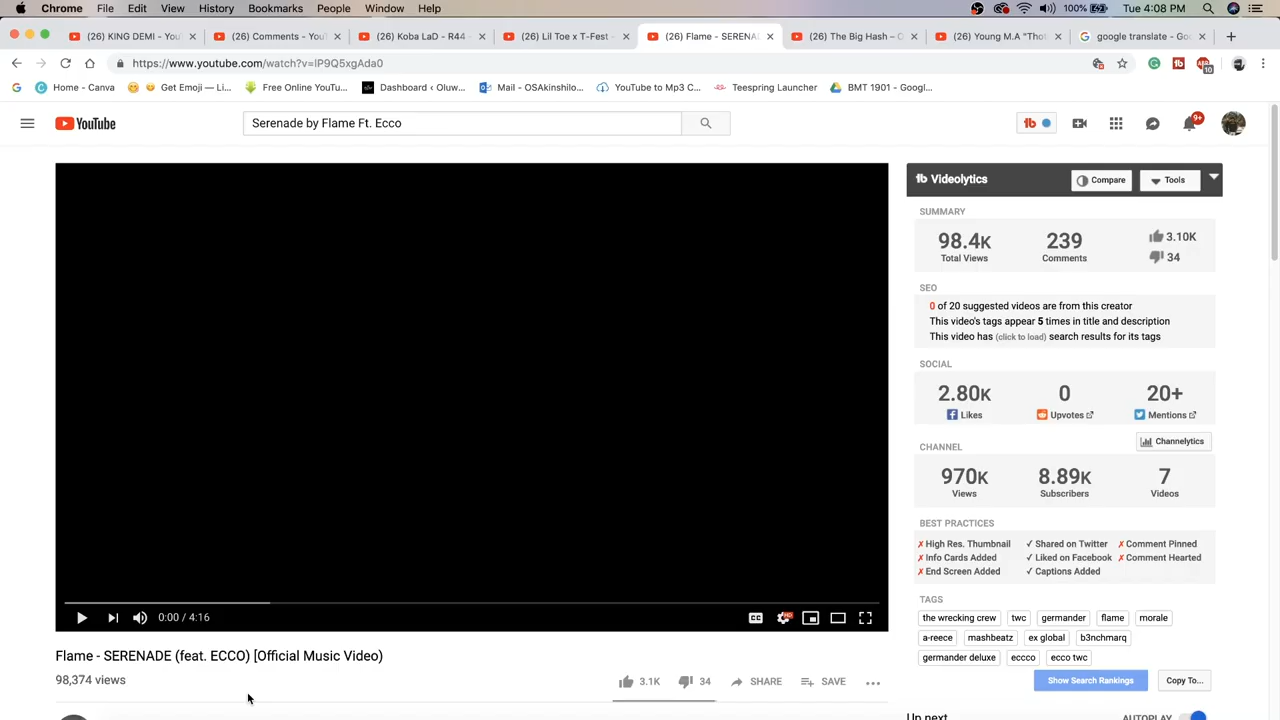 Chrome File Edit View History Bookmarks People Window Help 100% Tue 4:08 PM
(26) KING DEMI - You (26) Comments - YouT (26) Koba LaD - R44 - (26) Lil Toe x T-Fest - (26) Flame - SERENA (26) The Big Hash – (26) Young M.A "Thot google translate - Goo
https://www.youtube.com/watch?v=lP9Q5xgAda0 10
Home - Canva Get Emoji — Li... Free Online YouTu... Dashboard ‹ Oluw... Mail - OSAkinshilo... YouTube to Mp3 C... Teespring Launcher BMT 1901 - Googl...
YouTube Serenade by Flame Ft. Ecco tb 9+
tb Videolytics Compare Tools
SUMMARY
98.4K 239 3.10K
Total Views Comments 34
SEO
0 of 20 suggested videos are from this creator
This video's tags appear 5 times in title and description
This video has (click to load) search results for its tags
SOCIAL
2.80K 0 20+
Likes Upvotes Mentions
CHANNEL Channelytics
970K 8.89K 7
Views Subscribers Videos
BEST PRACTICES
✗ High Res. Thumbnail ✓ Shared on Twitter ✗ Comment Pinned
✗ Info Cards Added ✓ Liked on Facebook ✗ Comment Hearted
✗ End Screen Added ✓ Captions Added
TAGS
the wrecking crew twc germander flame morale
a-reece mashbeatz ex global b3nchmarq
germander deluxe eccco ecco twc
Show Search Rankings Copy To...
0:00 / 4:16 CC HD
Flame - SERENADE (feat. ECCO) [Official Music Video]
98,374 views 3.1K 34 SHARE SAVE
Up next AUTOPLAY